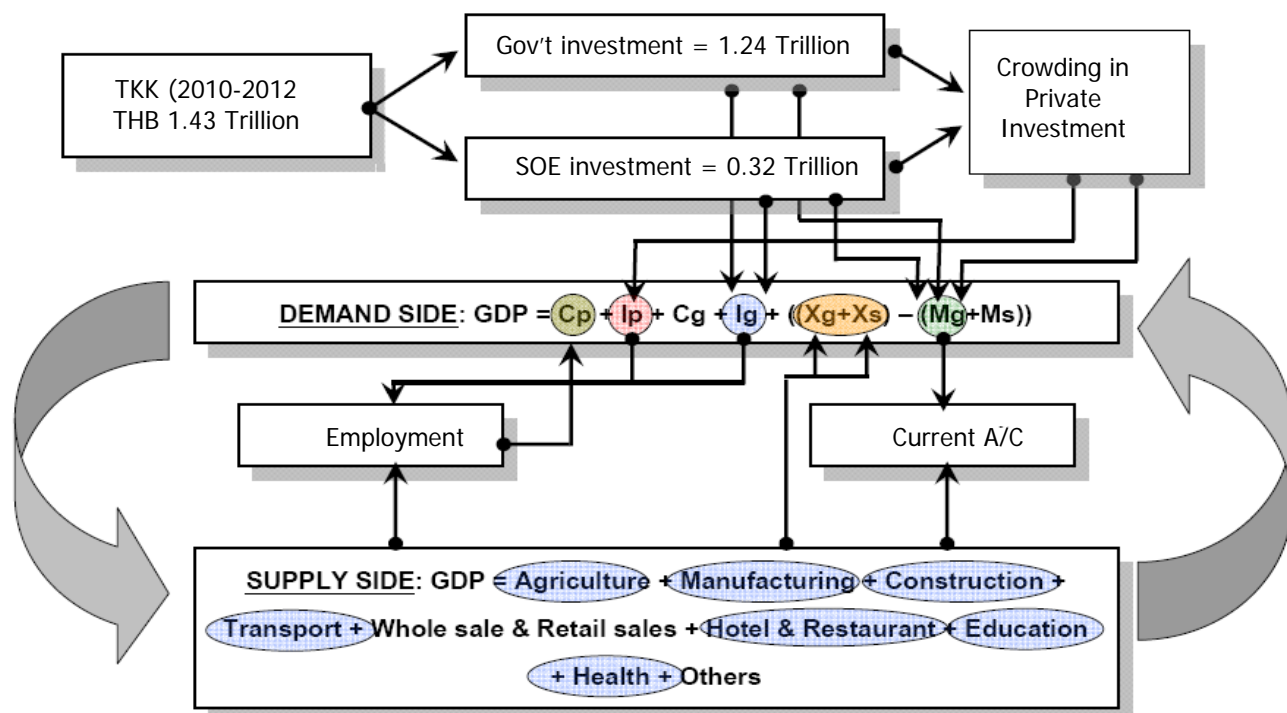 Gov't investment = 1.24 Trillion
TKK (2010-2012
THB 1.43 Trillion
Crowding in
Private
Investment
SOE investment = 0.32 Trillion
DEMAND SIDE: GDP = Cp + Ip + Cg + Ig + ((Xg+Xs) – (Mg+Ms))
Employment
Current A/C
SUPPLY SIDE: GDP = Agriculture + Manufacturing + Construction +
Transport + Whole sale & Retail sales + Hotel & Restaurant + Education
+ Health + Others